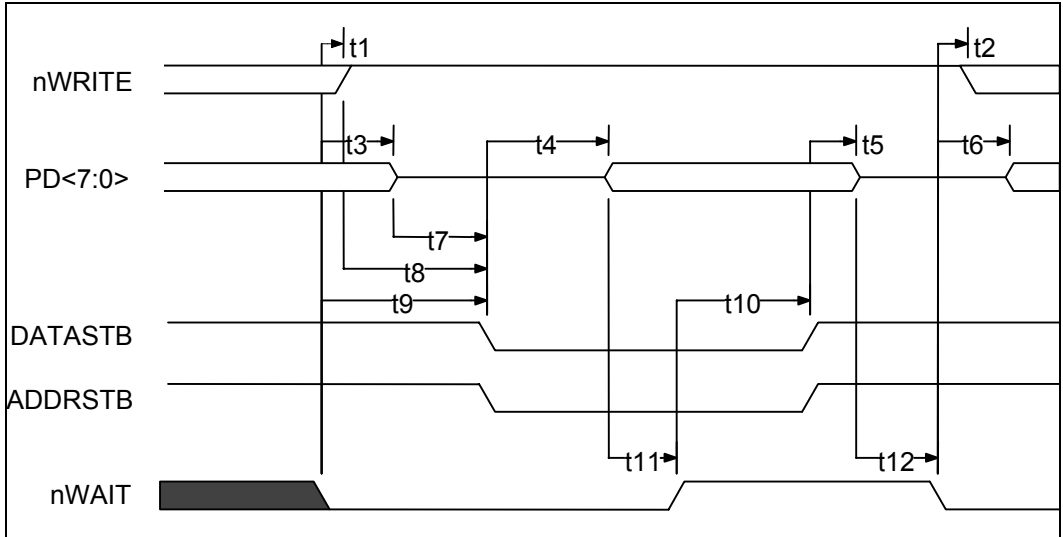 t1 t2
nWRITE
t3 t4 t5 t6
PD<7:0>
t7
t8
t9 t10
DATASTB
ADDRSTB
t11 t12
nWAIT